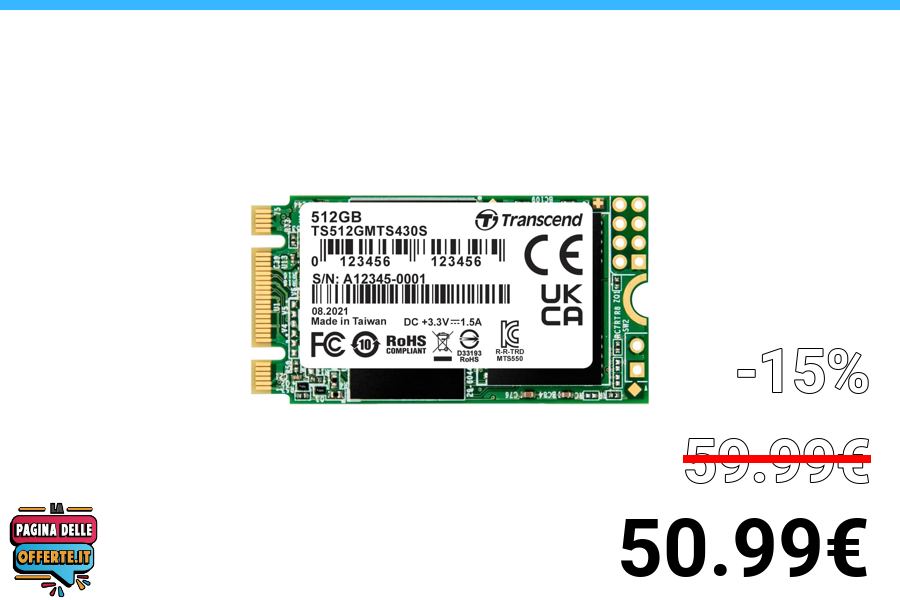 512GB
Transcend
TS512GMTS430S
0 123456 123456
S/N: A12345-0001
08.2021
Made in Taiwan DC +3.3V⎓1.5A
CE
UK
CA
FC
10
RoHS
COMPLIANT
D33193
RoHS
R-R-TRD
MTS550
-15%
59.99€
50.99€
LA
PAGINA DELLE
OFFERTE.IT